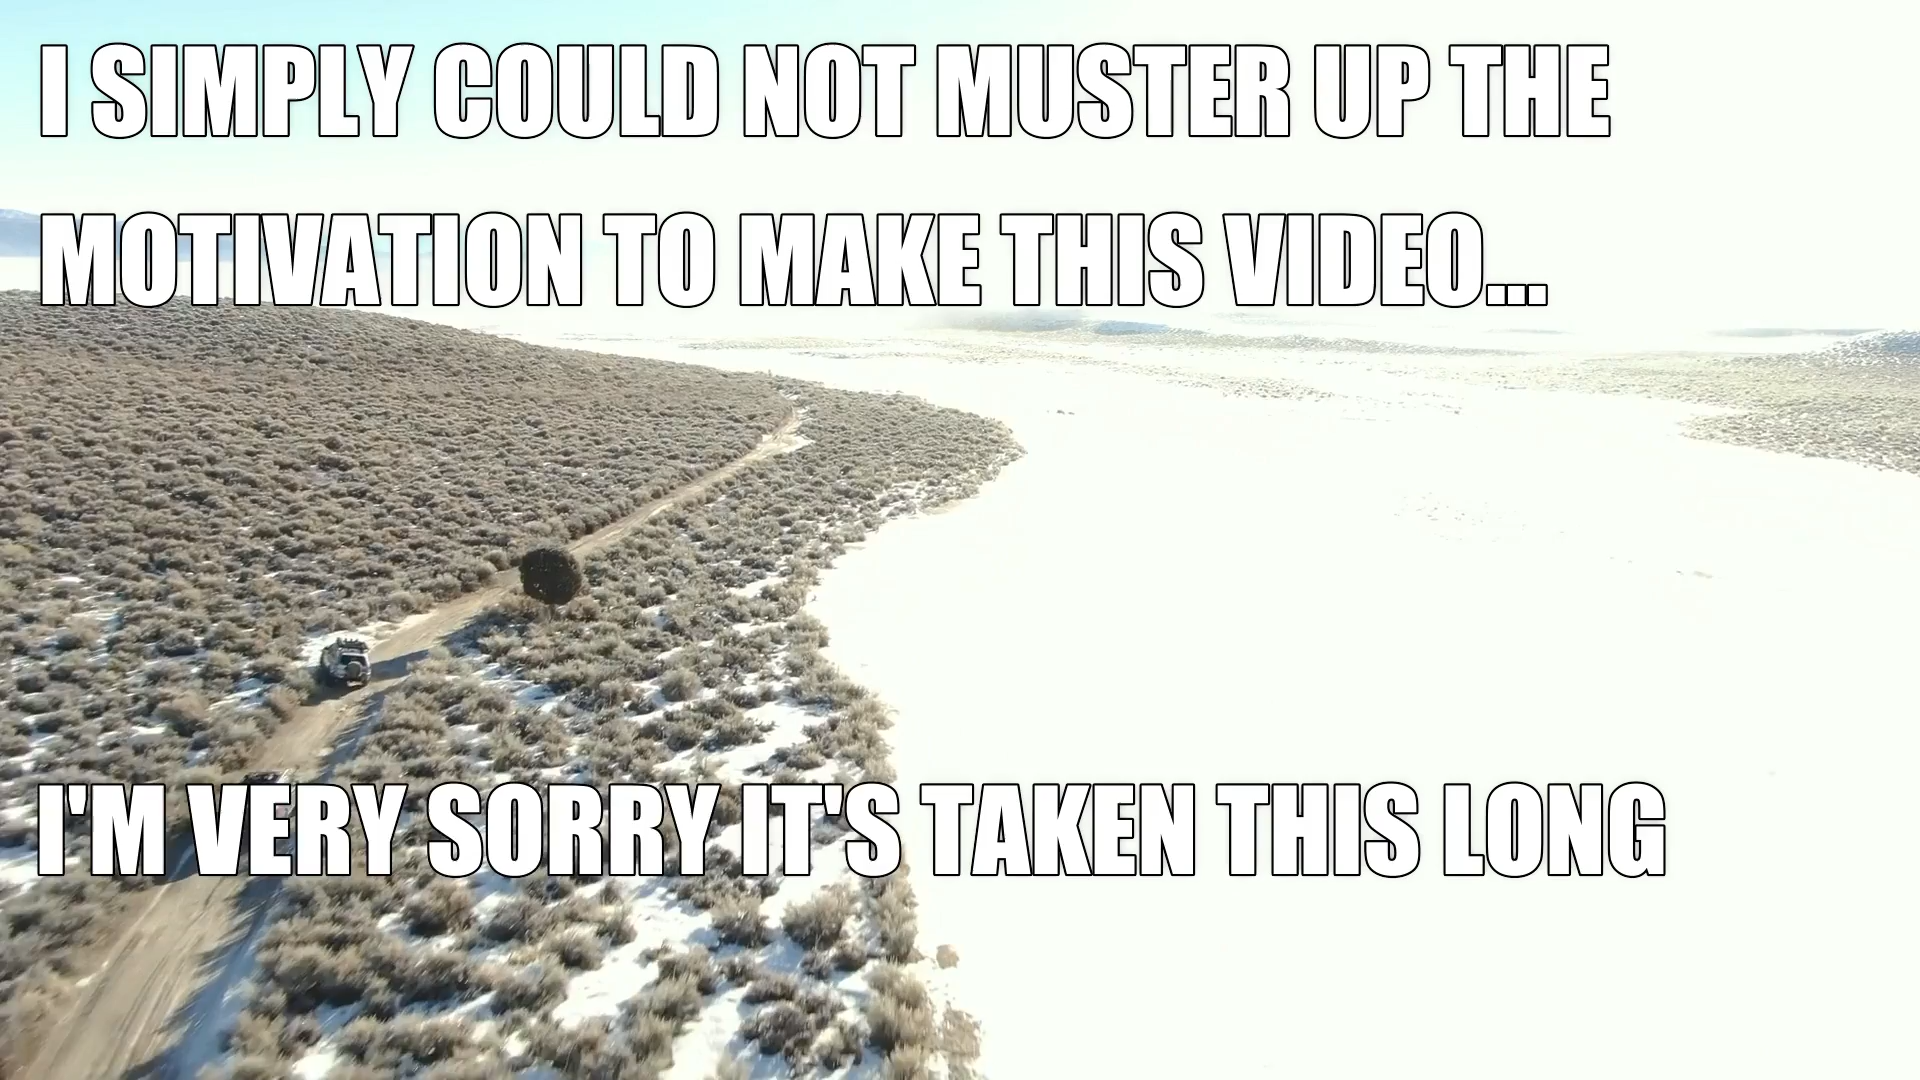 I SIMPLY COULD NOT MUSTER UP THE
MOTIVATION TO MAKE THIS VIDEO...
I'M VERY SORRY IT'S TAKEN THIS LONG